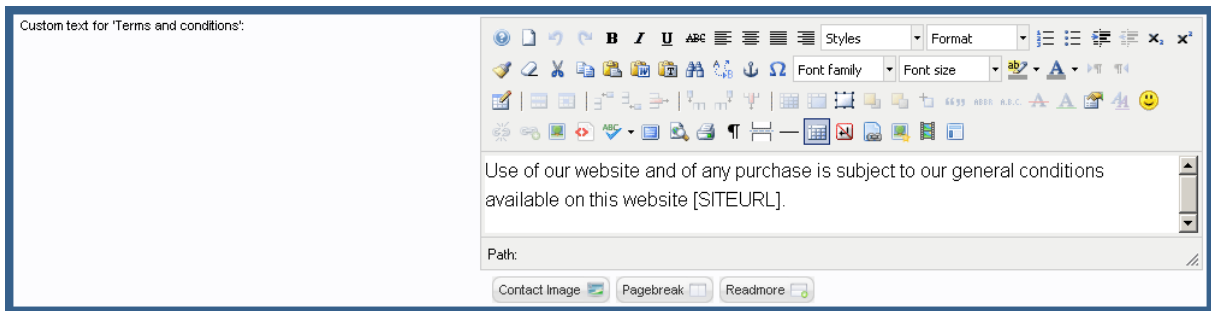 Custom text for 'Terms and conditions':
B I U ABC Styles Format
Font family Font size
Use of our website and of any purchase is subject to our general conditions
available on this website [SITEURL].
Path:
Contact Image Pagebreak Readmore